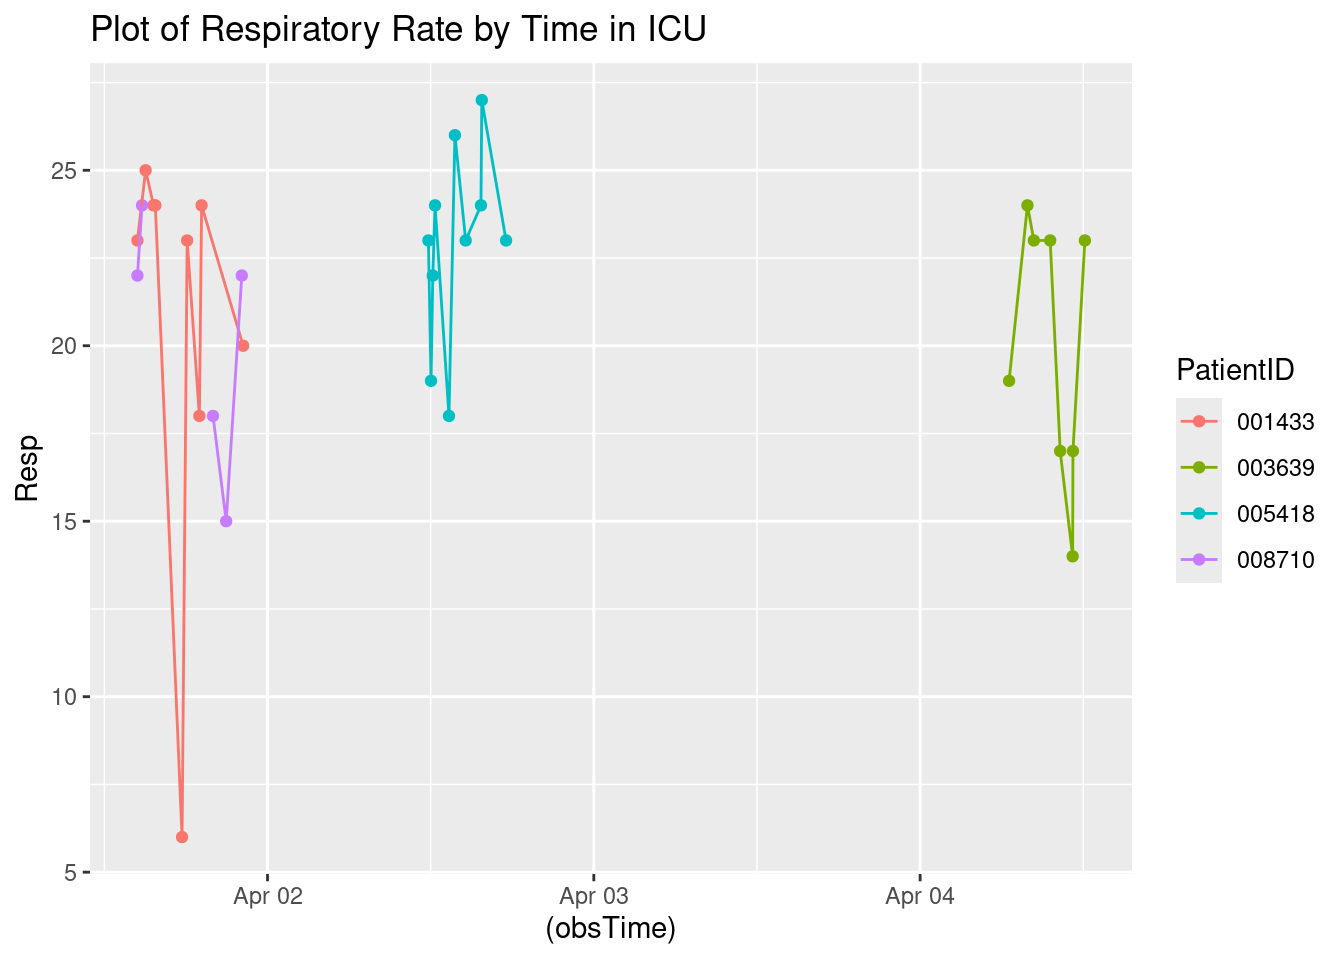 Plot of Respiratory Rate by Time in ICU
Resp
25
20
15
10
5
Apr 02
Apr 03
Apr 04
(obsTime)
PatientID
001433
003639
005418
008710